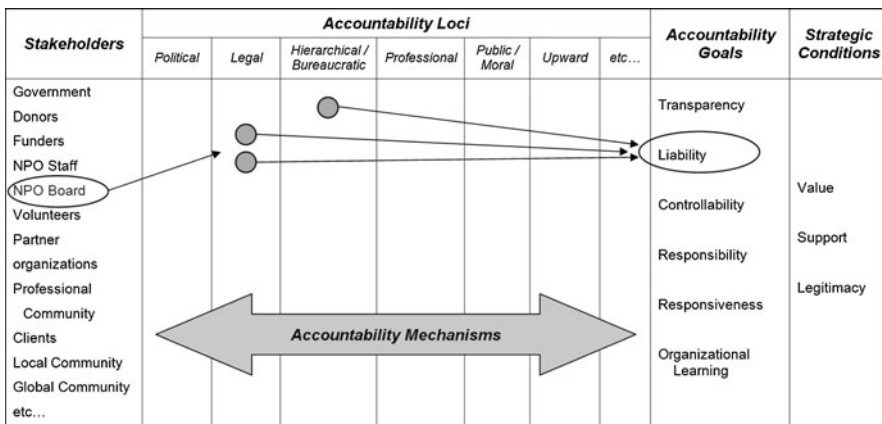 Stakeholders
Accountability Loci
Political
Legal
Hierarchical /
Bureaucratic
Professional
Public /
Moral
Upward
etc...
Accountability
Goals
Strategic
Conditions
Government
Donors
Funders
NPO Staff
NPO Board
Volunteers
Partner
organizations
Professional
Community
Clients
Local Community
Global Community
etc...
Accountability Mechanisms
Transparency
Liability
Controllability
Responsibility
Responsiveness
Organizational
Learning
Value
Support
Legitimacy